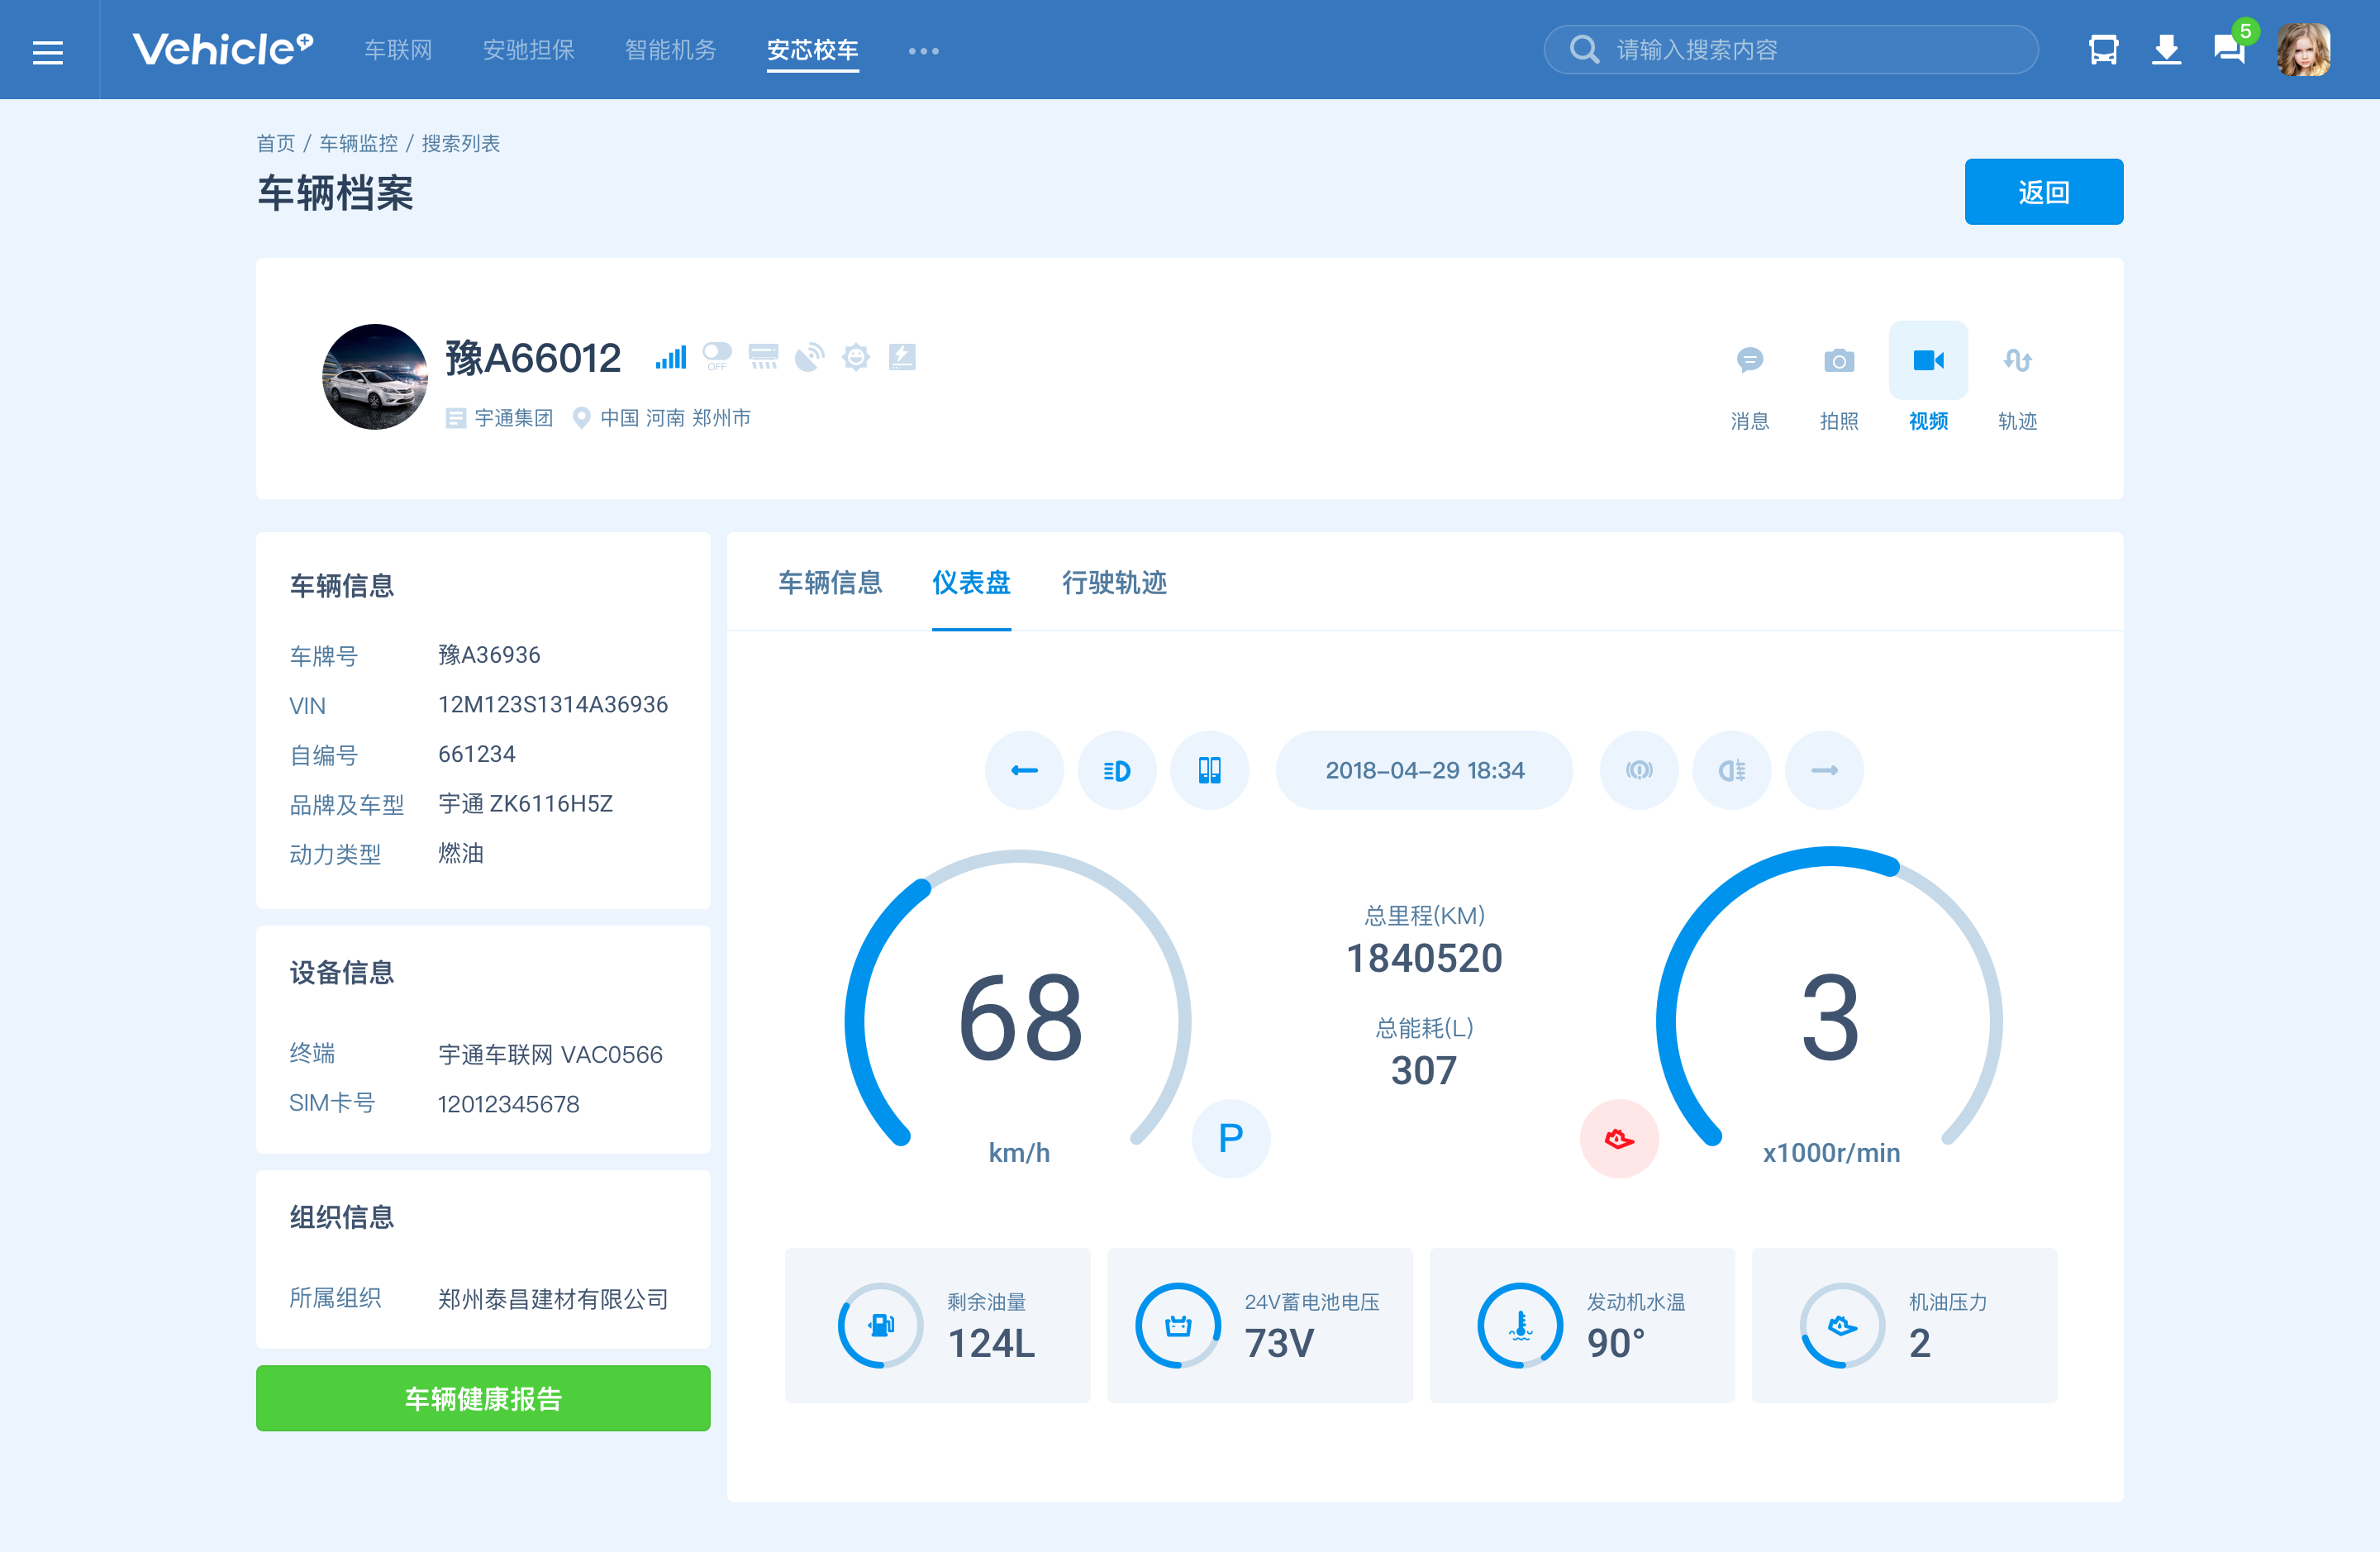 Vehicle+ 车联网 安驰担保 智能机务 安芯校车 ••• 请输入搜索内容 5
首页 / 车辆监控 / 搜索列表
车辆档案
返回
豫A66012 OFF
宇通集团 中国 河南 郑州市
消息 拍照 视频 轨迹
车辆信息
车牌号 豫A36936
VIN 12M123S1314A36936
自编号 661234
品牌及车型 宇通 ZK6116H5Z
动力类型 燃油
设备信息
终端 宇通车联网 VAC0566
SIM卡号 12012345678
组织信息
所属组织 郑州泰昌建材有限公司
车辆健康报告
车辆信息 仪表盘 行驶轨迹
2018-04-29 18:34
68
km/h
P
总里程(KM)
1840520
总能耗(L)
307
3
x1000r/min
剩余油量
124L
24V蓄电池电压
73V
发动机水温
90°
机油压力
2